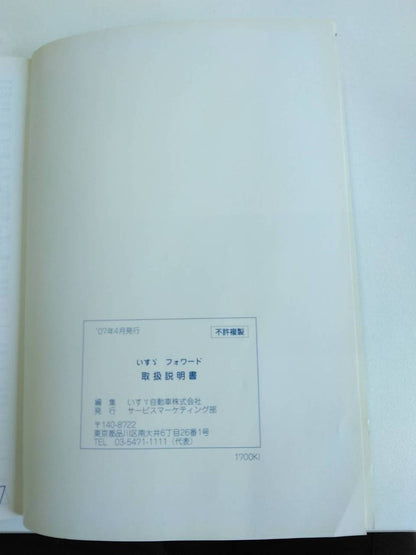 '07年4月発行 不許複製
いすゞ フォワード
取扱説明書
編 集 いすゞ自動車株式会社
発 行 サービスマーケティング部
〒140-8722
東京都品川区南大井6丁目26番1号
TEL 03-5471-1111（代表）
1700KI
7